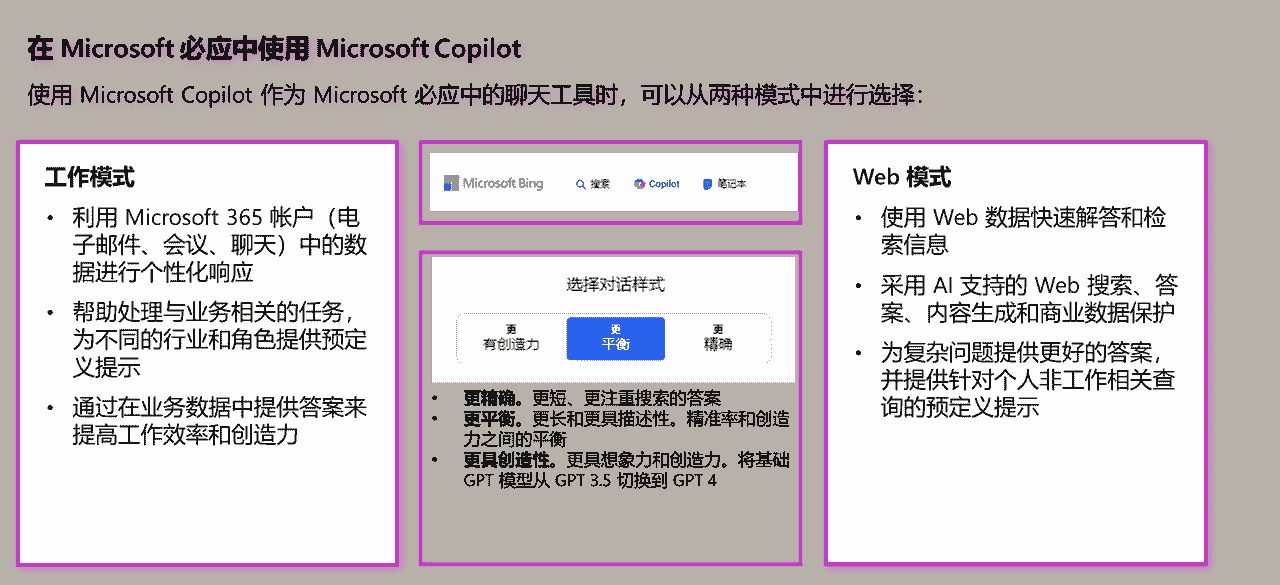 在 Microsoft 必应中使用 Microsoft Copilot
使用 Microsoft Copilot 作为 Microsoft 必应中的聊天工具时，可以从两种模式中进行选择：
工作模式
• 利用 Microsoft 365 帐户（电
子邮件、会议、聊天）中的数
据进行个性化响应
• 帮助处理与业务相关的任务，
为不同的行业和角色提供预定
义提示
• 通过在业务数据中提供答案来
提高工作效率和创造力
Microsoft Bing 搜索 Copilot 笔记本
选择对话样式
更 更 更
有创造力 平衡 精确
• 更精确。更短、更注重搜索的答案
• 更平衡。更长和更具描述性。精准率和创造
力之间的平衡
• 更具创造性。更具想象力和创造力。将基础
GPT 模型从 GPT 3.5 切换到 GPT 4
Web 模式
• 使用 Web 数据快速解答和检
索信息
• 采用 AI 支持的 Web 搜索、答
案、内容生成和商业数据保护
• 为复杂问题提供更好的答案，
并提供针对个人非工作相关查
询的预定义提示